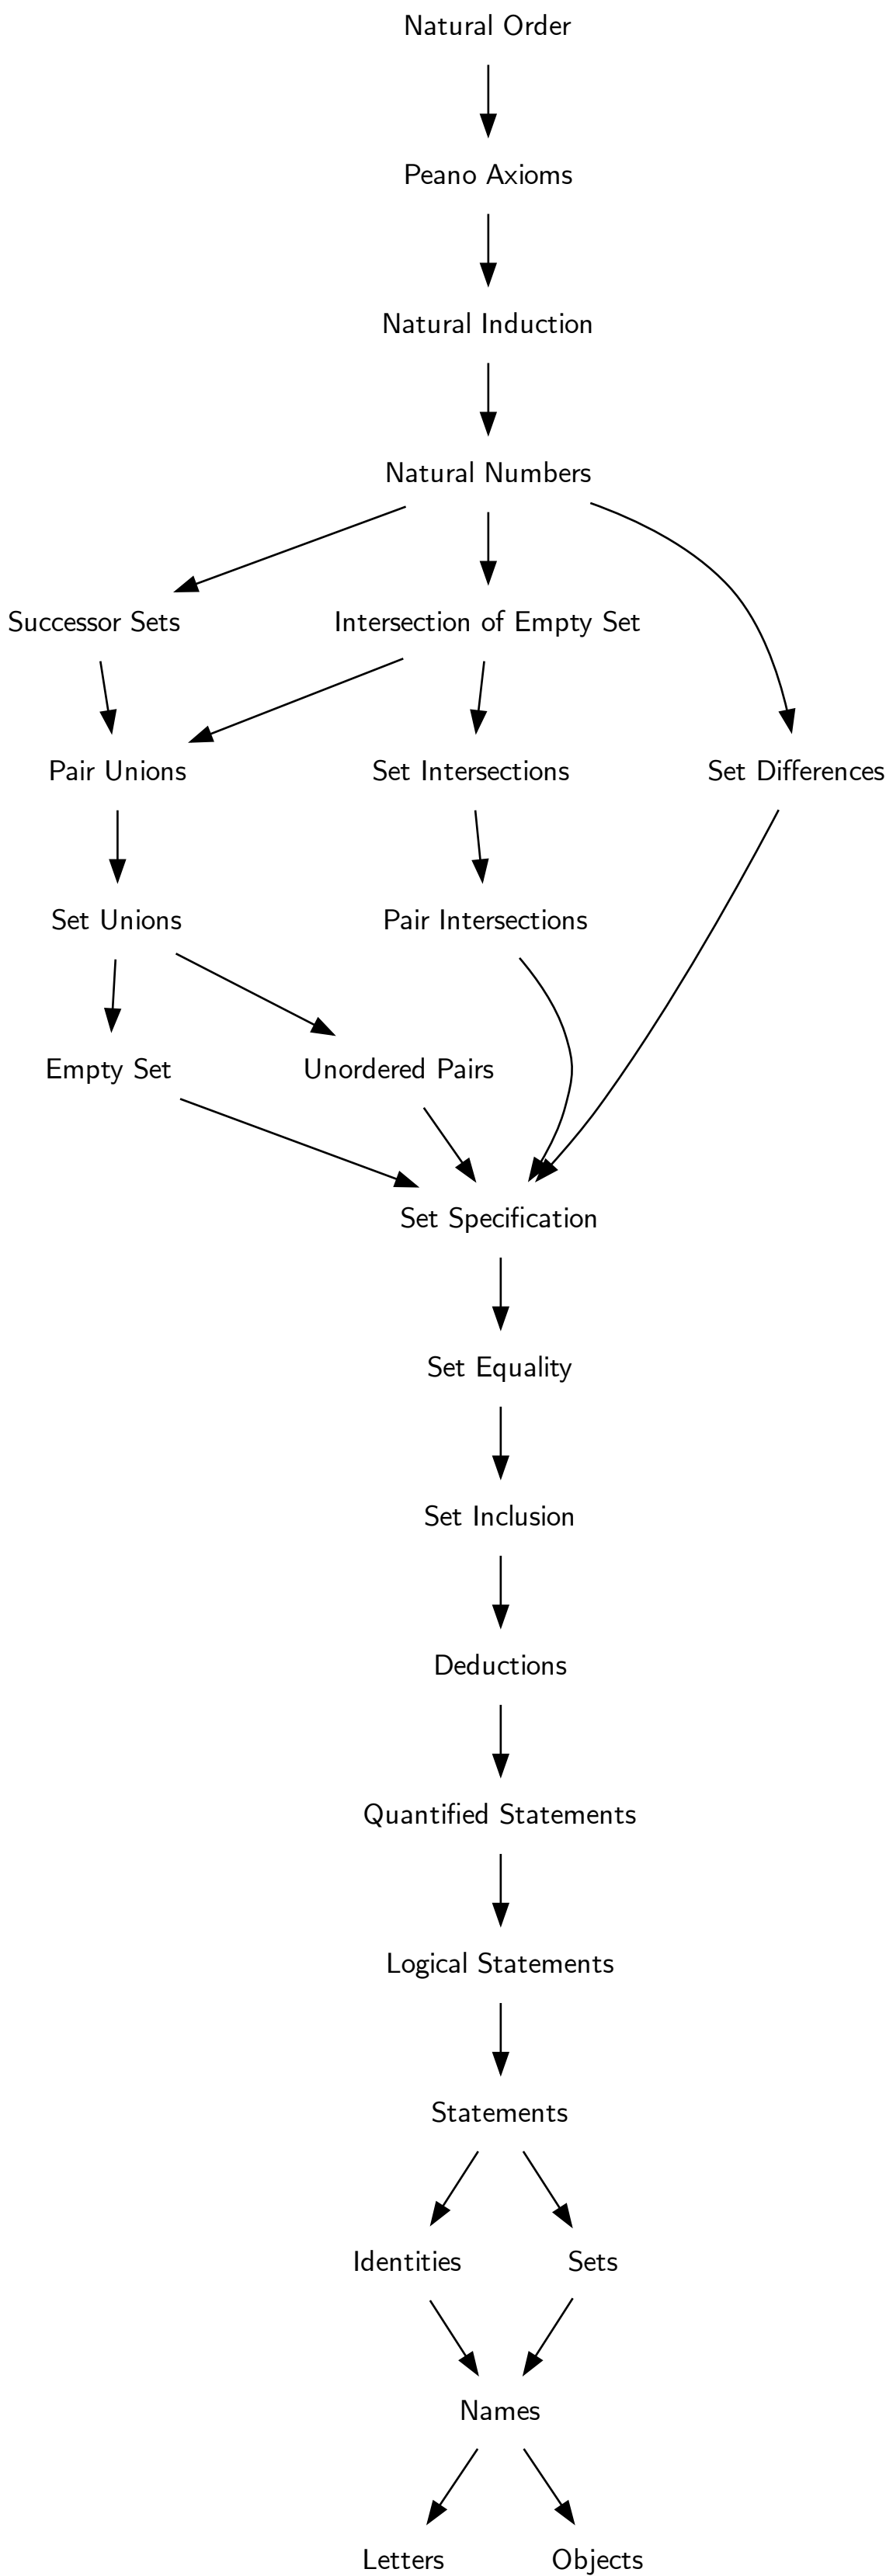 Natural Order
Peano Axioms
Natural Induction
Natural Numbers
Successor Sets
Intersection of Empty Set
Pair Unions
Set Intersections
Set Differences
Set Unions
Pair Intersections
Empty Set
Unordered Pairs
Set Specification
Set Equality
Set Inclusion
Deductions
Quantified Statements
Logical Statements
Statements
Identities
Sets
Names
Letters
Objects